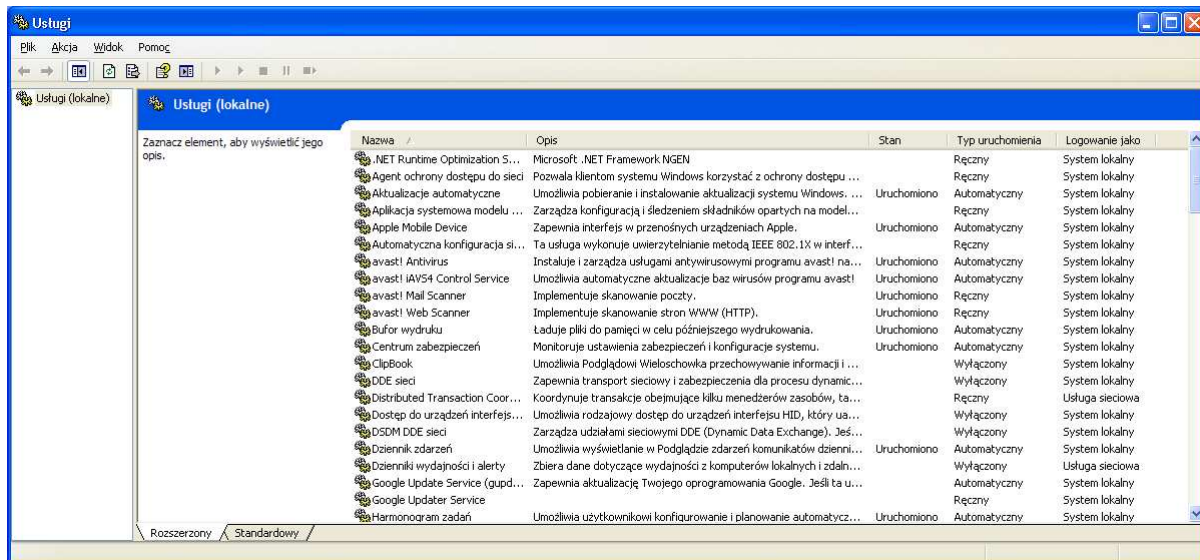 Usługi
Plik Akcja Widok Pomoc
Usługi (lokalne)
Usługi (lokalne)
Zaznacz element, aby wyświetlić jego opis.
Nazwa Opis Stan Typ uruchomienia Logowanie jako
.NET Runtime Optimization S... Microsoft .NET Framework NGEN Ręczny System lokalny
Agent ochrony dostępu do sieci Pozwala klientom systemu Windows korzystać z ochrony dostępu ... Ręczny System lokalny
Aktualizacje automatyczne Umożliwia pobieranie i instalowanie aktualizacji systemu Windows. ... Uruchomiono Automatyczny System lokalny
Aplikacja systemowa modelu ... Zarządza konfiguracją i śledzeniem składników opartych na model... Ręczny System lokalny
Apple Mobile Device Zapewnia interfejs w przenośnych urządzeniach Apple. Uruchomiono Automatyczny System lokalny
Automatyczna konfiguracja si... Ta usługa wykonuje uwierzytelnianie metodą IEEE 802.1X w interf... Ręczny System lokalny
avast! Antivirus Instaluje i zarządza usługami antywirusowymi programu avast! na... Uruchomiono Automatyczny System lokalny
avast! iAVS4 Control Service Umożliwia automatyczne aktualizacje baz wirusów programu avast! Uruchomiono Automatyczny System lokalny
avast! Mail Scanner Implementuje skanowanie poczty. Uruchomiono Ręczny System lokalny
avast! Web Scanner Implementuje skanowanie stron WWW (HTTP). Uruchomiono Ręczny System lokalny
Bufor wydruku Ładuje pliki do pamięci w celu późniejszego wydrukowania. Uruchomiono Automatyczny System lokalny
Centrum zabezpieczeń Monitoruje ustawienia zabezpieczeń i konfiguracje systemu. Uruchomiono Automatyczny System lokalny
ClipBook Umożliwia Podglądowi Wieloschowka przechowywanie informacji i ... Wyłączony System lokalny
DDE sieci Zapewnia transport sieciowy i zabezpieczenia dla procesu dynamic... Wyłączony System lokalny
Distributed Transaction Coor... Koordynuje transakcje obejmujące kilku menedżerów zasobów, ta... Ręczny Usługa sieciowa
Dostęp do urządzeń interfejs... Umożliwia rodzajowy dostęp do urządzeń interfejsu HID, który ua... Wyłączony System lokalny
DSDM DDE sieci Zarządza udziałami sieciowymi DDE (Dynamic Data Exchange). Jeś... Wyłączony System lokalny
Dziennik zdarzeń Umożliwia wyświetlanie w Podglądzie zdarzeń komunikatów dzienni... Uruchomiono Automatyczny System lokalny
Dzienniki wydajności i alerty Zbiera dane dotyczące wydajności z komputerów lokalnych i zdaln... Wyłączony Usługa sieciowa
Google Update Service (gupd... Zapewnia aktualizację Twojego oprogramowania Google. Jeśli ta u... Automatyczny System lokalny
Google Updater Service Ręczny System lokalny
Harmonogram zadań Umożliwia użytkownikowi konfigurowanie i planowanie automatycz... Uruchomiono Automatyczny System lokalny
Rozszerzony Standardowy